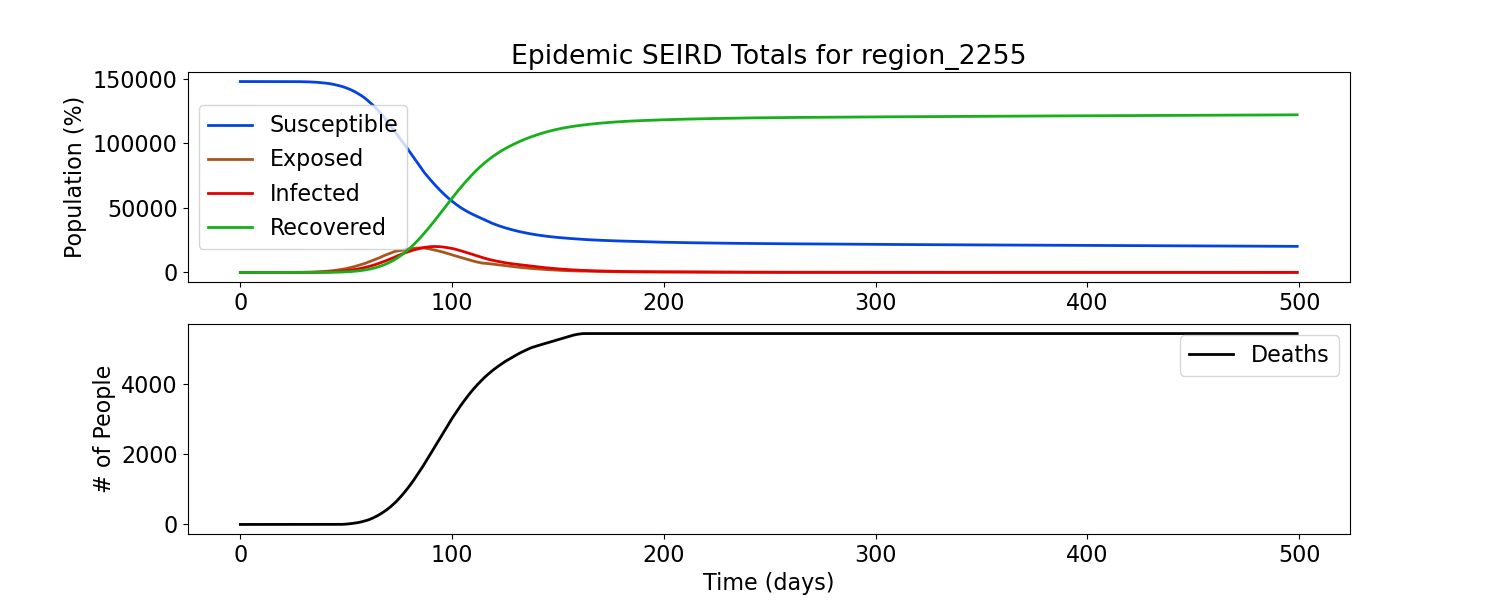 Epidemic SEIRD Totals for region_2255
Population (%)
150000
100000
50000
0
Susceptible
Exposed
Infected
Recovered
0 100 200 300 400 500
# of People
4000
2000
0
Deaths
0 100 200 300 400 500
Time (days)